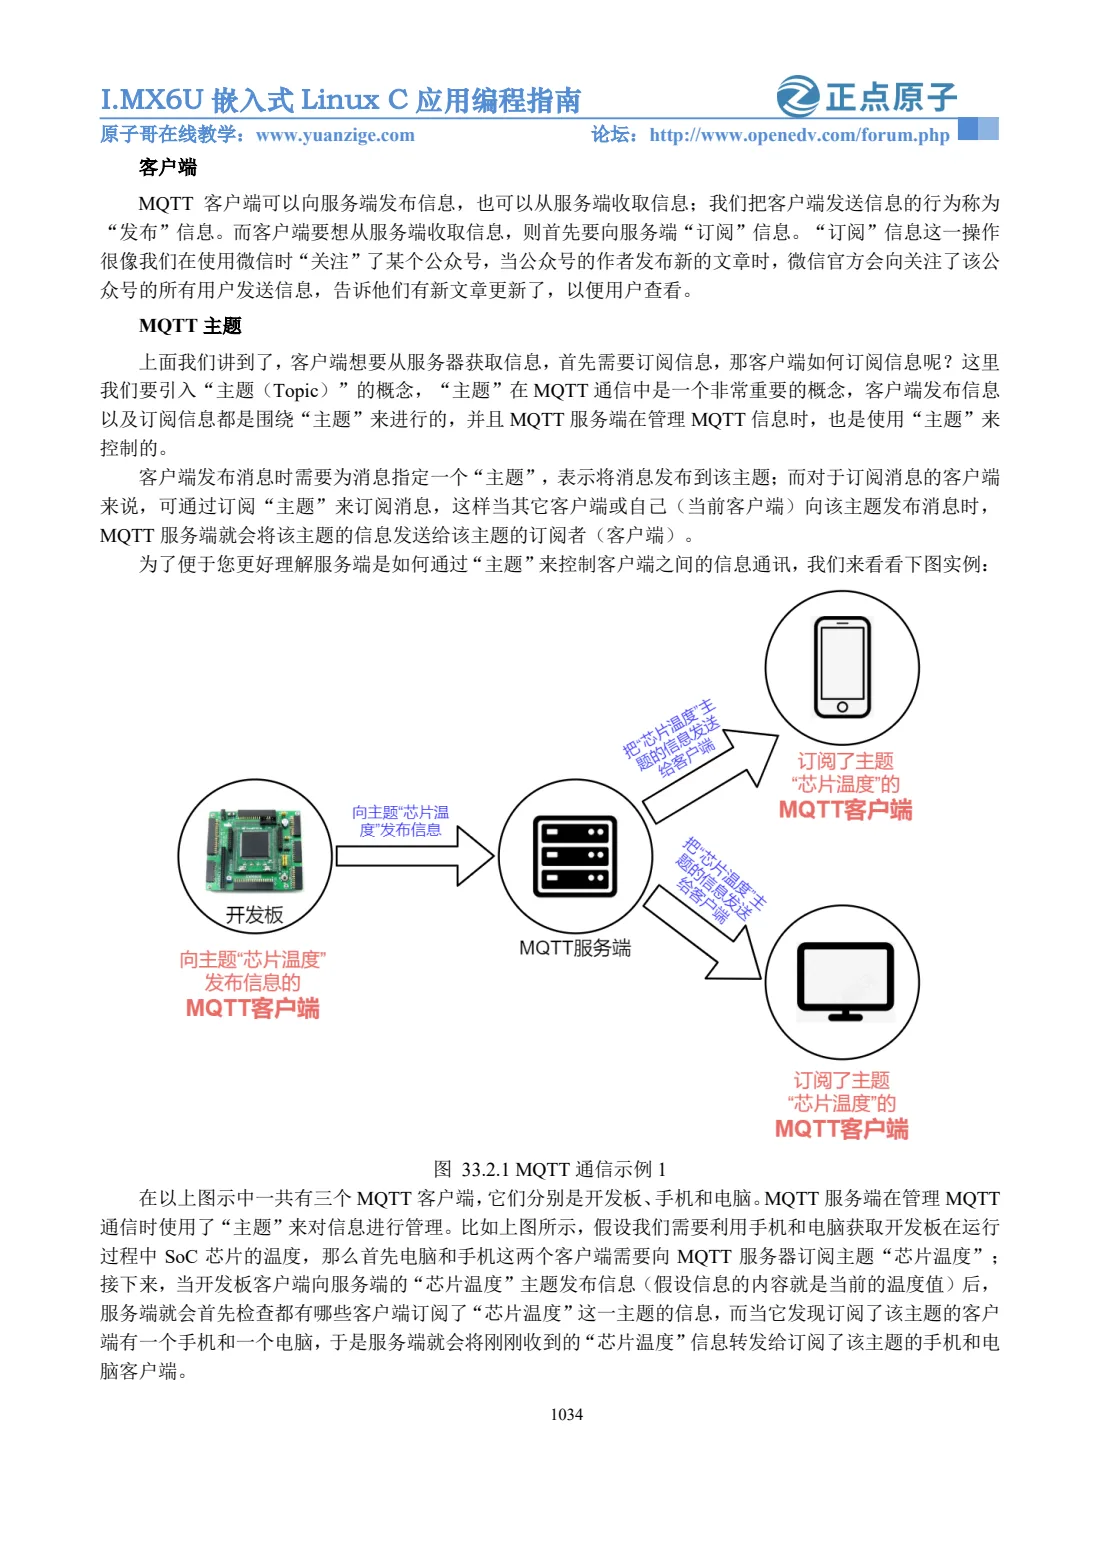 I.MX6U 嵌入式 Linux C 应用编程指南
正点原子
原子哥在线教学：www.yuanzige.com
论坛：http://www.openedv.com/forum.php
客户端
MQTT 客户端可以向服务端发布信息，也可以从服务端收取信息；我们把客户端发送信息的行为称为
“发布”信息。而客户端要想从服务端收取信息，则首先要向服务端“订阅”信息。“订阅”信息这一操作
很像我们在使用微信时“关注”了某个公众号，当公众号的作者发布新的文章时，微信官方会向关注了该公
众号的所有用户发送信息，告诉他们有新文章更新了，以便用户查看。
MQTT 主题
上面我们讲到了，客户端想要从服务器获取信息，首先需要订阅信息，那客户端如何订阅信息呢？这里
我们要引入“主题（Topic）”的概念，“主题”在 MQTT 通信中是一个非常重要的概念，客户端发布信息
以及订阅信息都是围绕“主题”来进行的，并且 MQTT 服务端在管理 MQTT 信息时，也是使用“主题”来
控制的。
客户端发布消息时需要为消息指定一个“主题”，表示将消息发布到该主题；而对于订阅消息的客户端
来说，可通过订阅“主题”来订阅消息，这样当其它客户端或自己（当前客户端）向该主题发布消息时，
MQTT 服务端就会将该主题的信息发送给该主题的订阅者（客户端）。
为了便于您更好理解服务端是如何通过“主题”来控制客户端之间的信息通讯，我们来看看下图实例：
把“芯片温度”主
题的信息发送
给客户端
订阅了主题
“芯片温度”的
MQTT客户端
向主题“芯片温
度”发布信息
开发板
向主题“芯片温度”
发布信息的
MQTT客户端
MQTT服务端
把“芯片温度”主
题的信息发送
给客户端
订阅了主题
“芯片温度”的
MQTT客户端
图 33.2.1 MQTT 通信示例 1
在以上图示中一共有三个 MQTT 客户端，它们分别是开发板、手机和电脑。MQTT 服务端在管理 MQTT
通信时使用了“主题”来对信息进行管理。比如上图所示，假设我们需要利用手机和电脑获取开发板在运行
过程中 SoC 芯片的温度，那么首先电脑和手机这两个客户端需要向 MQTT 服务器订阅主题“芯片温度”；
接下来，当开发板客户端向服务端的“芯片温度”主题发布信息（假设信息的内容就是当前的温度值）后，
服务端就会首先检查都有哪些客户端订阅了“芯片温度”这一主题的信息，而当它发现订阅了该主题的客户
端有一个手机和一个电脑，于是服务端就会将刚刚收到的“芯片温度”信息转发给订阅了该主题的手机和电
脑客户端。
1034